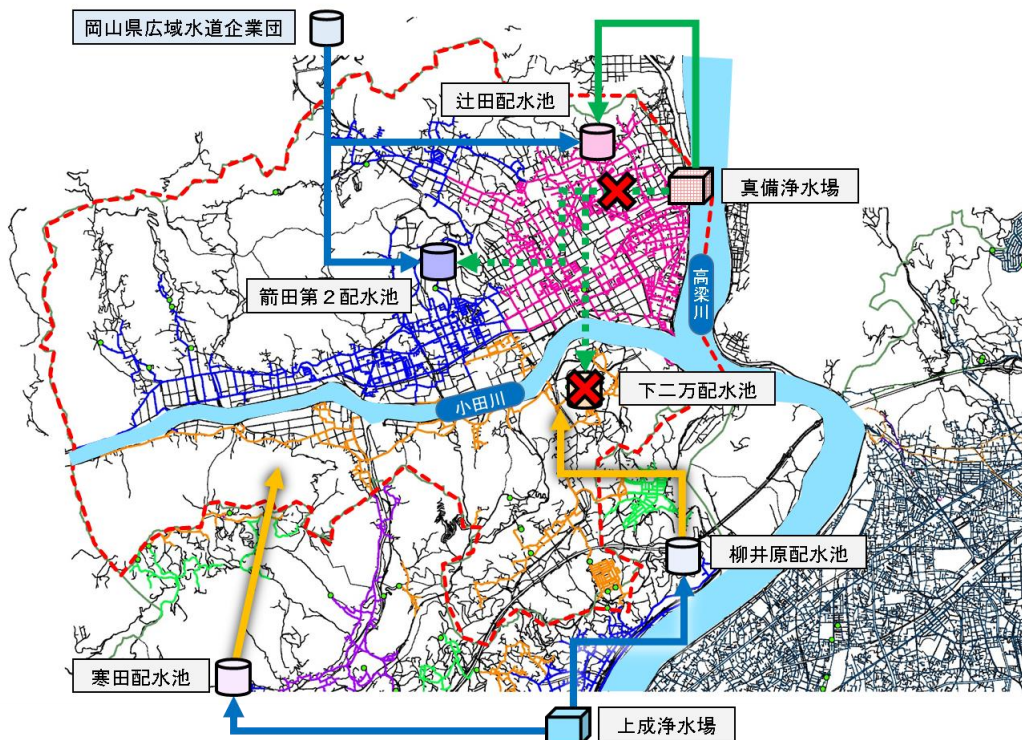 岡山県広域水道企業団
辻田配水池
真備浄水場
箭田第２配水池
高梁川
下二万配水池
小田川
柳井原配水池
寒田配水池
上成浄水場